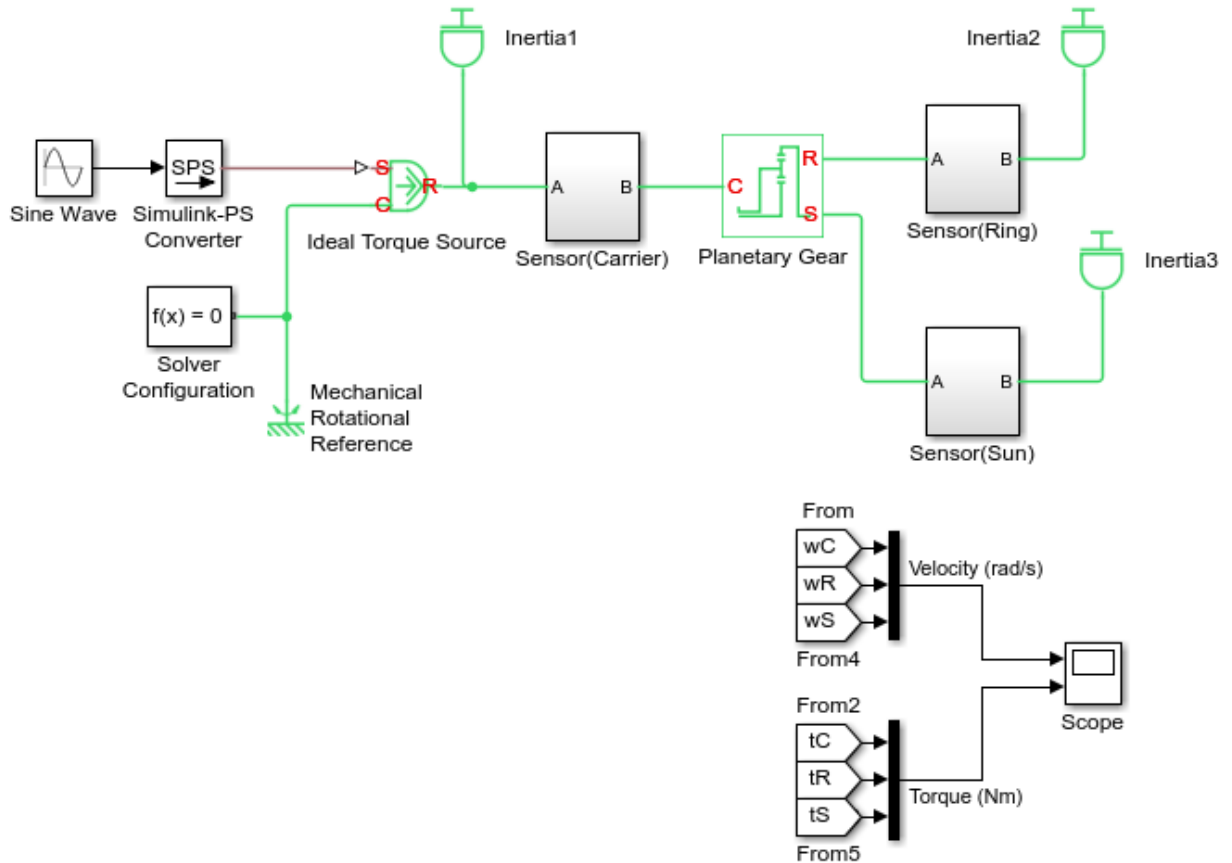 Inertia1
Inertia2
Sine Wave
SPS
Simulink-PS
Converter
S
C
R
Ideal Torque Source
A
B
Sensor(Carrier)
C
R
S
Planetary Gear
A
B
Sensor(Ring)
Inertia3
f(x) = 0
Solver
Configuration
Mechanical
Rotational
Reference
A
B
Sensor(Sun)
From
wC
wR
wS
From4
Velocity (rad/s)
From2
tC
tR
tS
From5
Torque (Nm)
Scope